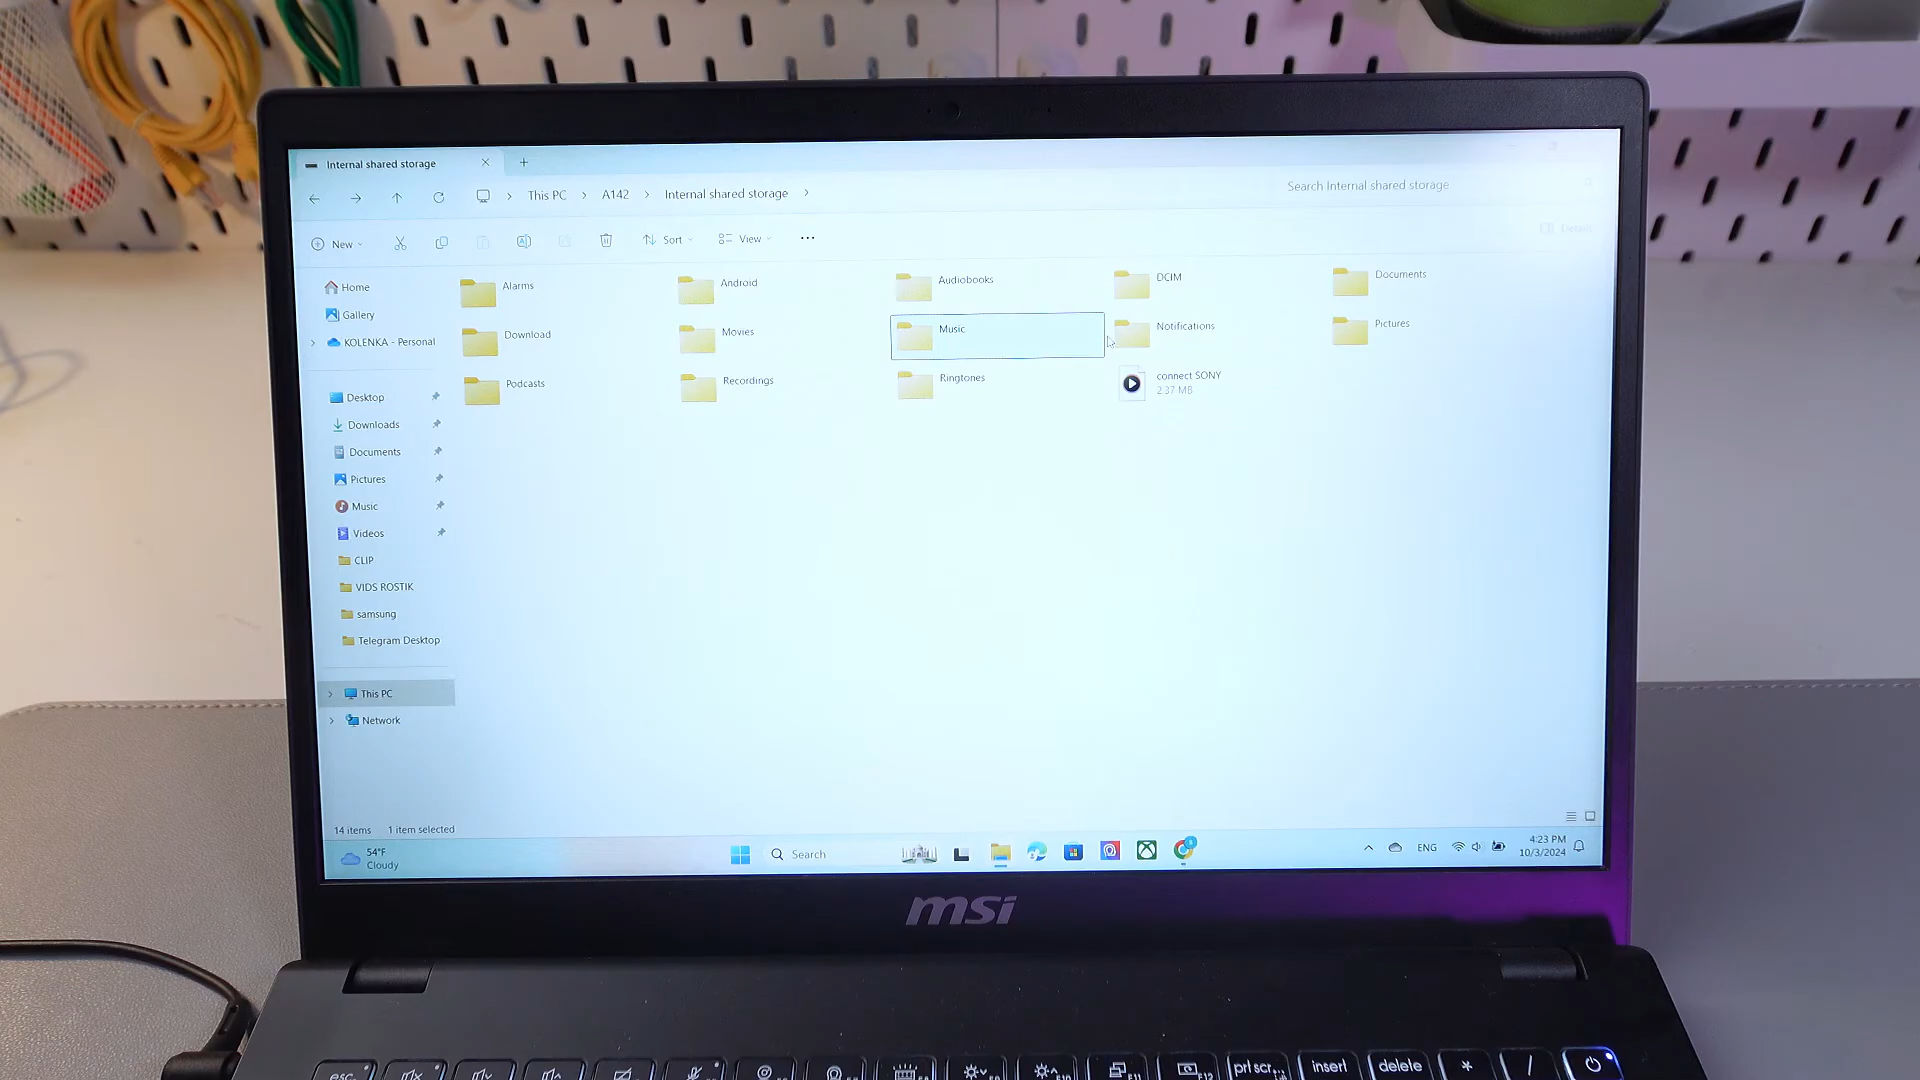 Internal shared storage
This PC > A142 > Internal shared storage >
Search Internal shared storage
New
Sort
View
Details
Home
Gallery
KOLENKA - Personal
Desktop
Downloads
Documents
Pictures
Music
Videos
CLIP
VIDS ROSTIK
samsung
Telegram Desktop
This PC
Network
Alarms
Android
Audiobooks
DCIM
Documents
Download
Movies
Music
Notifications
Pictures
Podcasts
Recordings
Ringtones
connect SONY
2.37 MB
14 items
1 item selected
54°F
Cloudy
Search
ENG
4:23 PM
10/3/2024
msi
esc
F11
F12
prt scr...
insert
delete
*
/